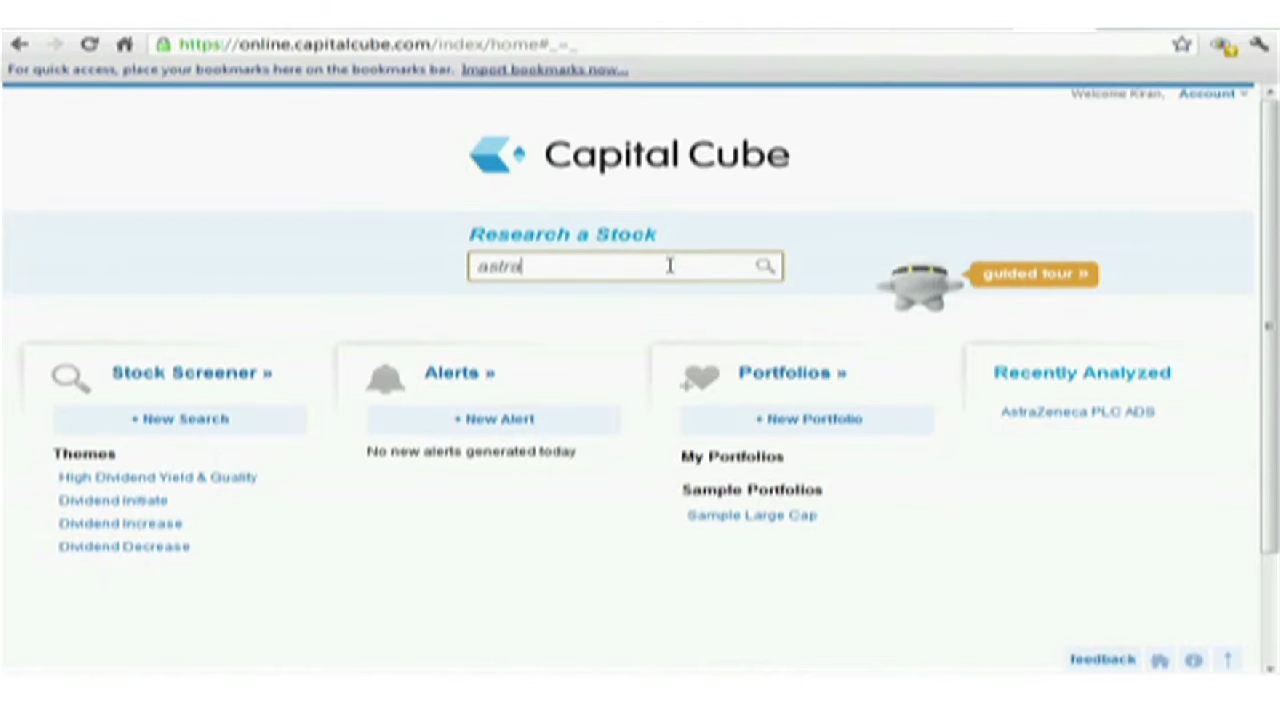 https://online.capitalcube.com/index/home#_=_
For quick access, place your bookmarks here on the bookmarks bar. Import bookmarks now...
Welcome Kiran, Account
Capital Cube
Research a Stock
astra
guided tour »
Stock Screener »
+ New Search
Themes
High Dividend Yield & Quality
Dividend Initiate
Dividend Increase
Dividend Decrease
Alerts »
+ New Alert
No new alerts generated today
Portfolios »
+ New Portfolio
My Portfolios
Sample Portfolios
Sample Large Cap
Recently Analyzed
AstraZeneca PLC ADS
feedback